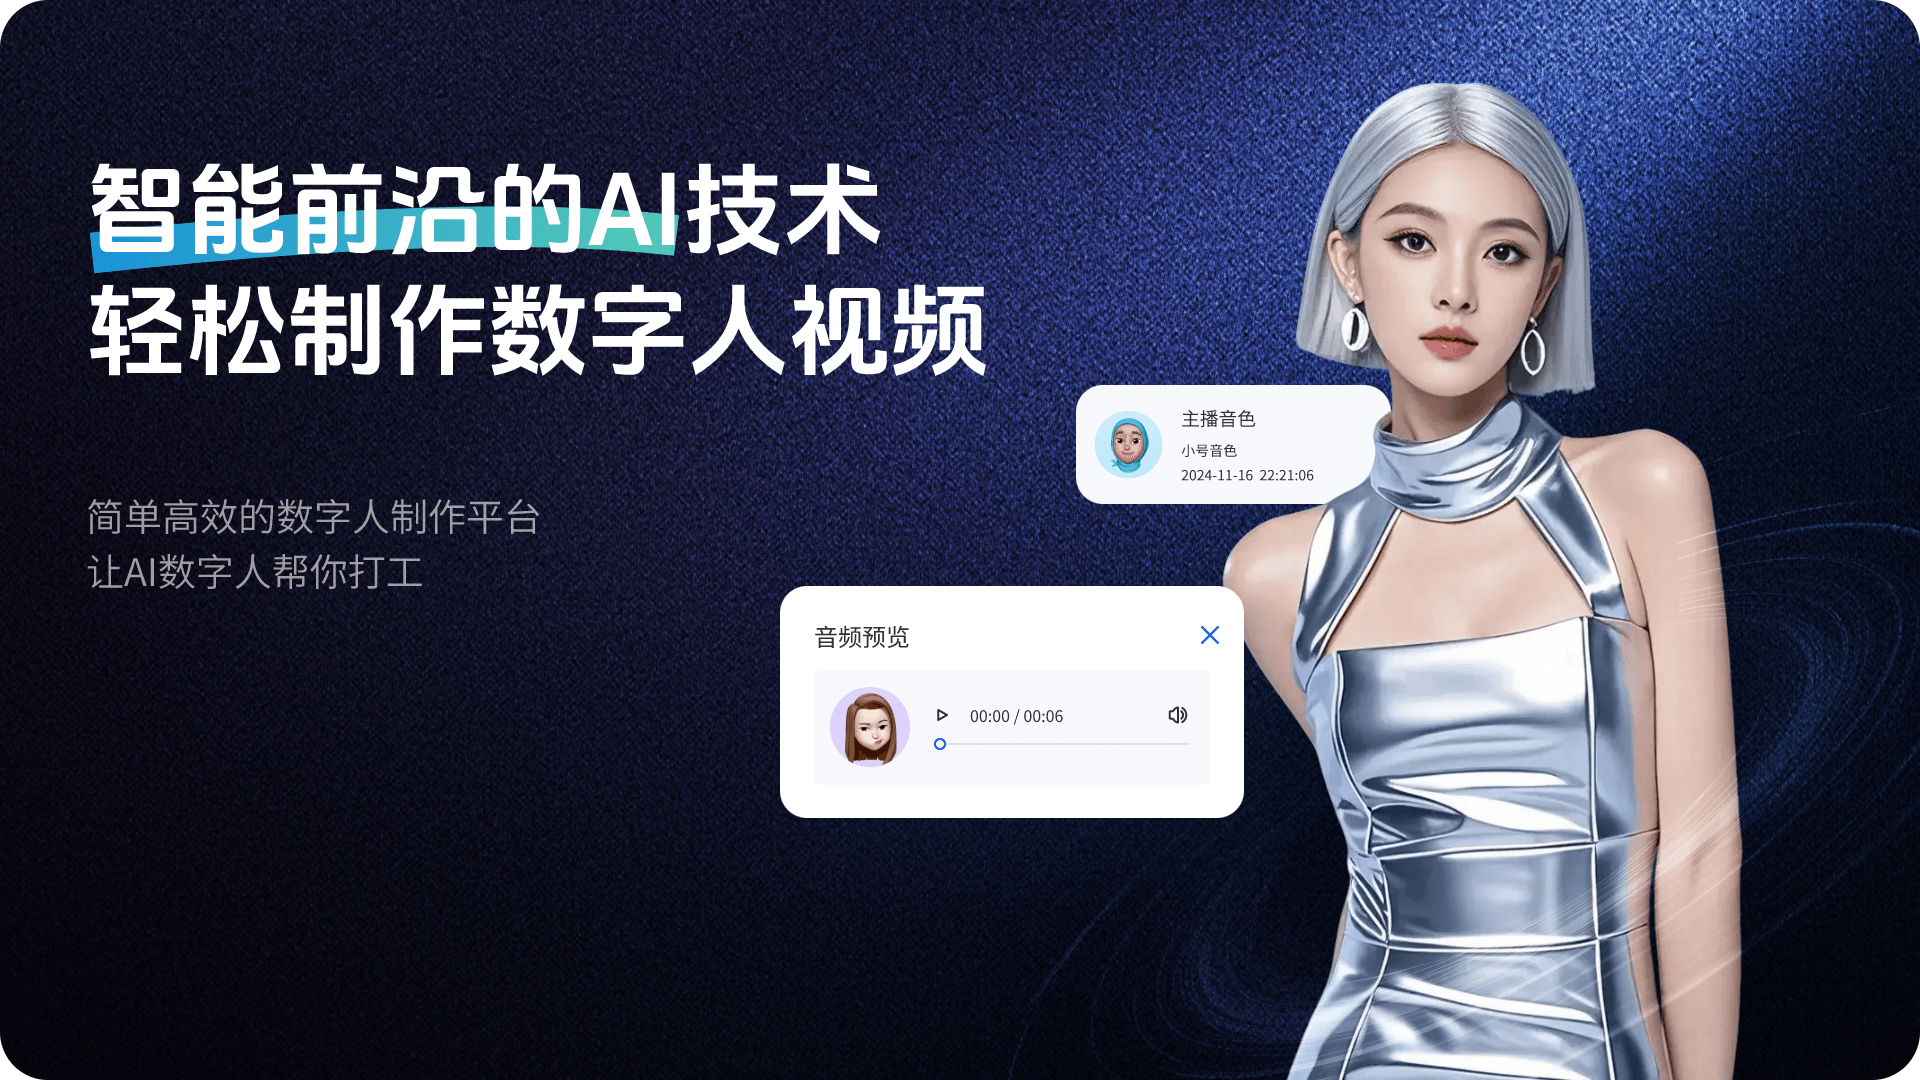 智能前沿的AI技术
轻松制作数字人视频
简单高效的数字人制作平台
让AI数字人帮你打工
主播音色
小号音色
2024-11-16 22:21:06
音频预览
00:00 / 00:06